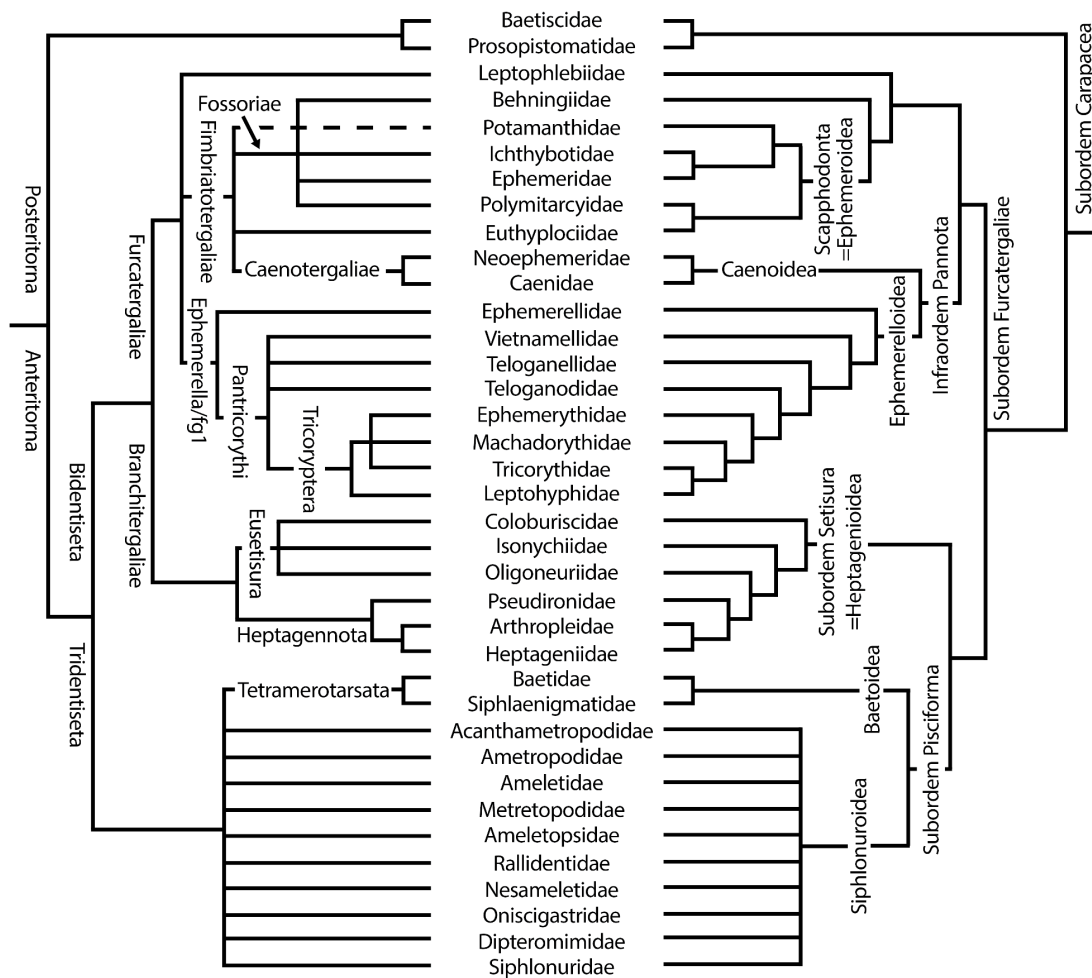 Baetiscidae
Prosopistomatidae
Leptophlebiidae
Behningiidae
Potamanthidae
Ichthybotidae
Ephemeridae
Polymitarcyidae
Euthyplociidae
Neoephemeridae
Caenidae
Ephemerellidae
Vietnamellidae
Teloganellidae
Teloganodidae
Ephemerythidae
Machadorythidae
Tricorythidae
Leptohyphidae
Coloburiscidae
Isonychiidae
Oligoneuriidae
Pseudironidae
Arthropleidae
Heptageniidae
Baetidae
Siphlaenigmatidae
Acanthametropodidae
Ametropodidae
Ameletidae
Metretopodidae
Ameletopsidae
Rallidentidae
Nesameletidae
Oniscigastridae
Dipteromimidae
Siphlonuridae
Posteritorna
Anteritorna
Bidentiseta
Tridentiseta
Furcatergaliae
Branchitergaliae
Fimbriatotergaliae
Fossoriae
Caenotergaliae
Ephemerella/fg1
Pantricorythi
Tricoryptera
Eusetisura
Heptagennota
Tetramerotarsata
Scapphodonta
=Ephemeroidea
Caenoidea
Ephemerelloidea
Infraordem Pannota
Subordem Furcatergaliae
Subordem Carapacea
Subordem Setisura
=Heptagenioidea
Baetoidea
Siphlonuroidea
Subordem Pisciforma